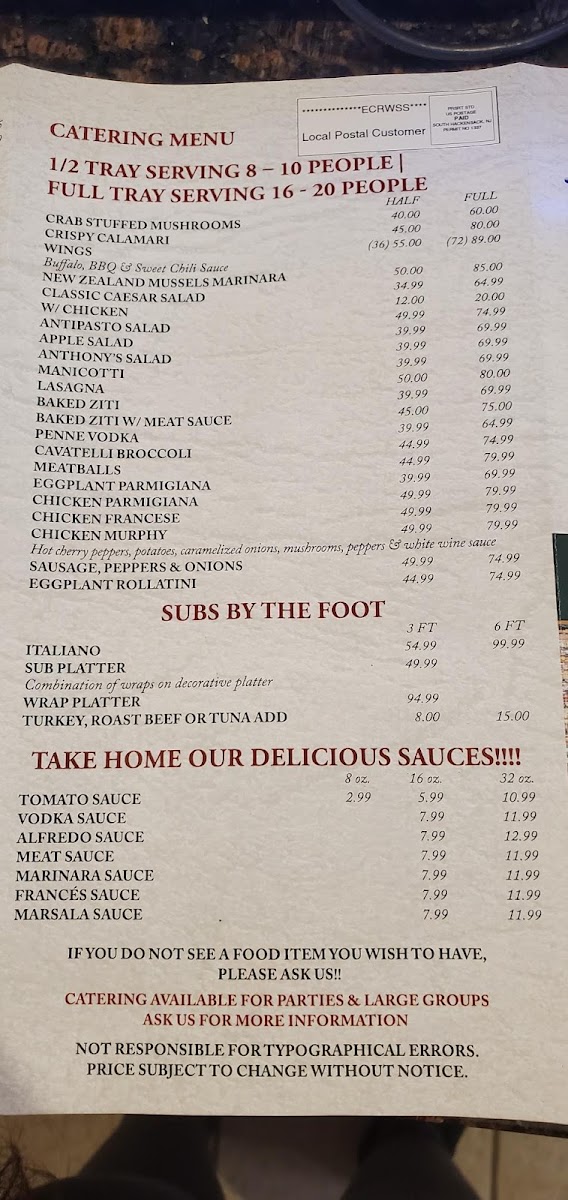 **************ECRWSS****
Local Postal Customer
PRSRT STD
US POSTAGE
PAID
SOUTH HACKENSACK, NJ
PERMIT NO 1307
CATERING MENU
1/2 TRAY SERVING 8 – 10 PEOPLE |
FULL TRAY SERVING 16 - 20 PEOPLE
HALF FULL
CRAB STUFFED MUSHROOMS 40.00 60.00
CRISPY CALAMARI 45.00 80.00
WINGS (36) 55.00 (72) 89.00
Buffalo, BBQ & Sweet Chili Sauce
NEW ZEALAND MUSSELS MARINARA 50.00 85.00
CLASSIC CAESAR SALAD 34.99 64.99
W/ CHICKEN 12.00 20.00
ANTIPASTO SALAD 49.99 74.99
APPLE SALAD 39.99 69.99
ANTHONY'S SALAD 39.99 69.99
MANICOTTI 39.99 69.99
LASAGNA 50.00 80.00
BAKED ZITI 39.99 69.99
BAKED ZITI W/ MEAT SAUCE 45.00 75.00
PENNE VODKA 39.99 64.99
CAVATELLI BROCCOLI 44.99 74.99
MEATBALLS 44.99 79.99
EGGPLANT PARMIGIANA 39.99 69.99
CHICKEN PARMIGIANA 49.99 79.99
CHICKEN FRANCESE 49.99 79.99
CHICKEN MURPHY 49.99 79.99
Hot cherry peppers, potatoes, caramelized onions, mushrooms, peppers & white wine sauce
SAUSAGE, PEPPERS & ONIONS 49.99 74.99
EGGPLANT ROLLATINI 44.99 74.99
SUBS BY THE FOOT
3 FT 6 FT
ITALIANO 54.99 99.99
SUB PLATTER 49.99
Combination of wraps on decorative platter
WRAP PLATTER 94.99
TURKEY, ROAST BEEF OR TUNA ADD 8.00 15.00
TAKE HOME OUR DELICIOUS SAUCES!!!!
8 oz. 16 oz. 32 oz.
TOMATO SAUCE 2.99 5.99 10.99
VODKA SAUCE 7.99 11.99
ALFREDO SAUCE 7.99 12.99
MEAT SAUCE 7.99 11.99
MARINARA SAUCE 7.99 11.99
FRANCÉS SAUCE 7.99 11.99
MARSALA SAUCE 7.99 11.99
IF YOU DO NOT SEE A FOOD ITEM YOU WISH TO HAVE,
PLEASE ASK US!!
CATERING AVAILABLE FOR PARTIES & LARGE GROUPS
ASK US FOR MORE INFORMATION
NOT RESPONSIBLE FOR TYPOGRAPHICAL ERRORS.
PRICE SUBJECT TO CHANGE WITHOUT NOTICE.